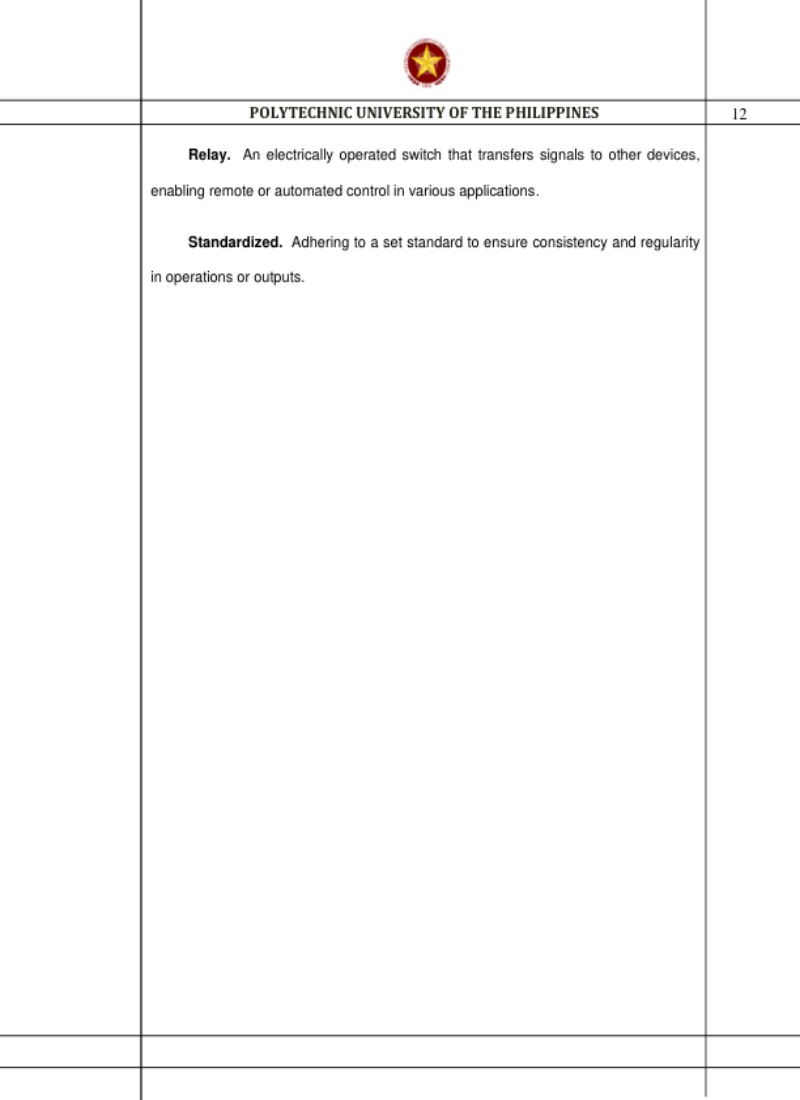 POLYTECHNIC UNIVERSITY OF THE PHILIPPINES 12
Relay. An electrically operated switch that transfers signals to other devices,
enabling remote or automated control in various applications.
Standardized. Adhering to a set standard to ensure consistency and regularity
in operations or outputs.